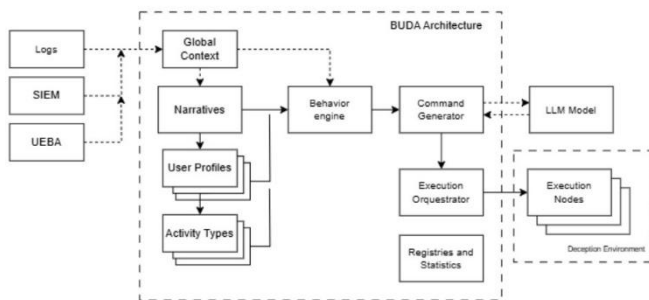 BUDA Architecture
Logs
SIEM
UEBA
Global
Context
Narratives
User Profiles
Activity Types
Behavior
engine
Command
Generator
LLM Model
Execution
Orquestrator
Execution
Nodes
Deception Environment
Registries and
Statistics